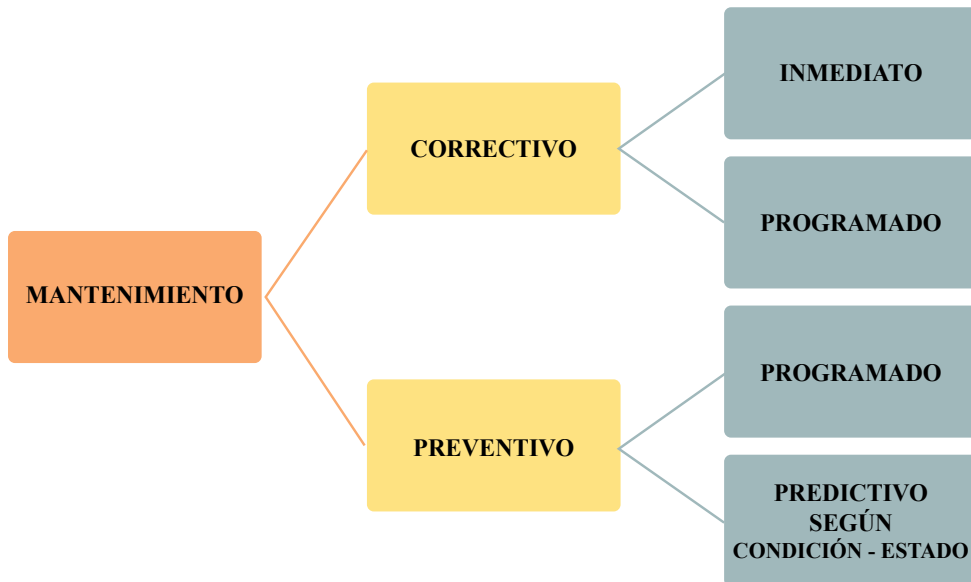 MANTENIMIENTO
CORRECTIVO
INMEDIATO
PROGRAMADO
PREVENTIVO
PROGRAMADO
PREDICTIVO
SEGÚN
CONDICIÓN - ESTADO